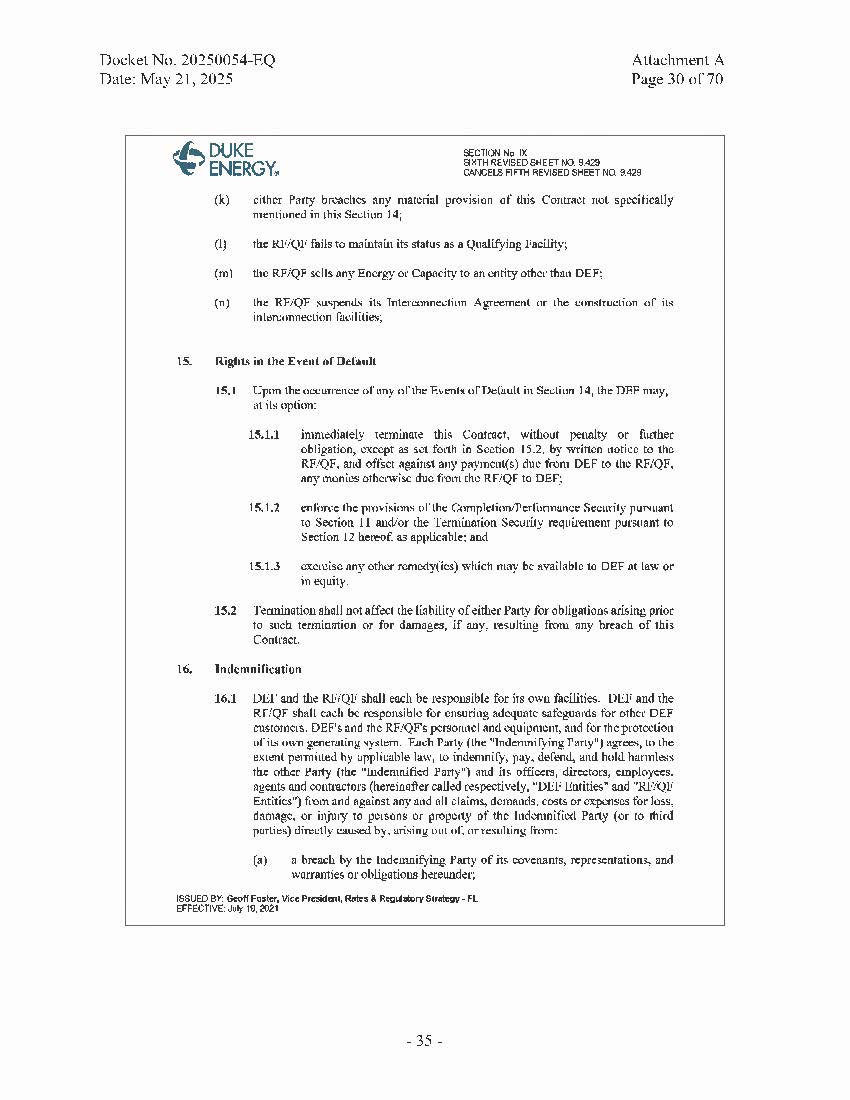 Docket No. 20250054-EQ
Date: May 21, 2025
Attachment A
Page 30 of 70
DUKE
ENERGY
SECTION No. IX
SIXTH REVISED SHEET NO. 9.429
CANCELS FIFTH REVISED SHEET NO. 9.429
(k) either Party breaches any material provision of this Contract not specifically
mentioned in this Section 14;
(l) the RF/QF fails to maintain its status as a Qualifying Facility;
(m) the RF/QF sells any Energy or Capacity to an entity other than DEF;
(n) the RF/QF suspends its Interconnection Agreement or the construction of its
interconnection facilities;
15. Rights in the Event of Default
15.1 Upon the occurrence of any of the Events of Default in Section 14, the DEF may,
at its option:
15.1.1 immediately terminate this Contract, without penalty or further
obligation, except as set forth in Section 15.2, by written notice to the
RF/QF, and offset against any payment(s) due from DEF to the RF/QF,
any monies otherwise due from the RF/QF to DEF;
15.1.2 enforce the provisions of the Completion/Performance Security pursuant
to Section 11 and/or the Termination Security requirement pursuant to
Section 12 hereof, as applicable; and
15.1.3 exercise any other remedy(ies) which may be available to DEF at law or
in equity.
15.2 Termination shall not affect the liability of either Party for obligations arising prior
to such termination or for damages, if any, resulting from any breach of this
Contract.
16. Indemnification
16.1 DEF and the RF/QF shall each be responsible for its own facilities. DEF and the
RF/QF shall each be responsible for ensuring adequate safeguards for other DEF
customers, DEF's and the RF/QF's personnel and equipment, and for the protection
of its own generating system. Each Party (the "Indemnifying Party") agrees, to the
extent permitted by applicable law, to indemnify, pay, defend, and hold harmless
the other Party (the "Indemnified Party") and its officers, directors, employees,
agents and contractors (hereinafter called respectively, "DEF Entities" and "RF/QF
Entities") from and against any and all claims, demands, costs or expenses for loss,
damage, or injury to persons or property of the Indemnified Party (or to third
parties) directly caused by, arising out of, or resulting from:
(a) a breach by the Indemnifying Party of its covenants, representations, and
warranties or obligations hereunder;
ISSUED BY: Geoff Foster, Vice President, Rates & Regulatory Strategy - FL
EFFECTIVE: July 19, 2021
- 35 -